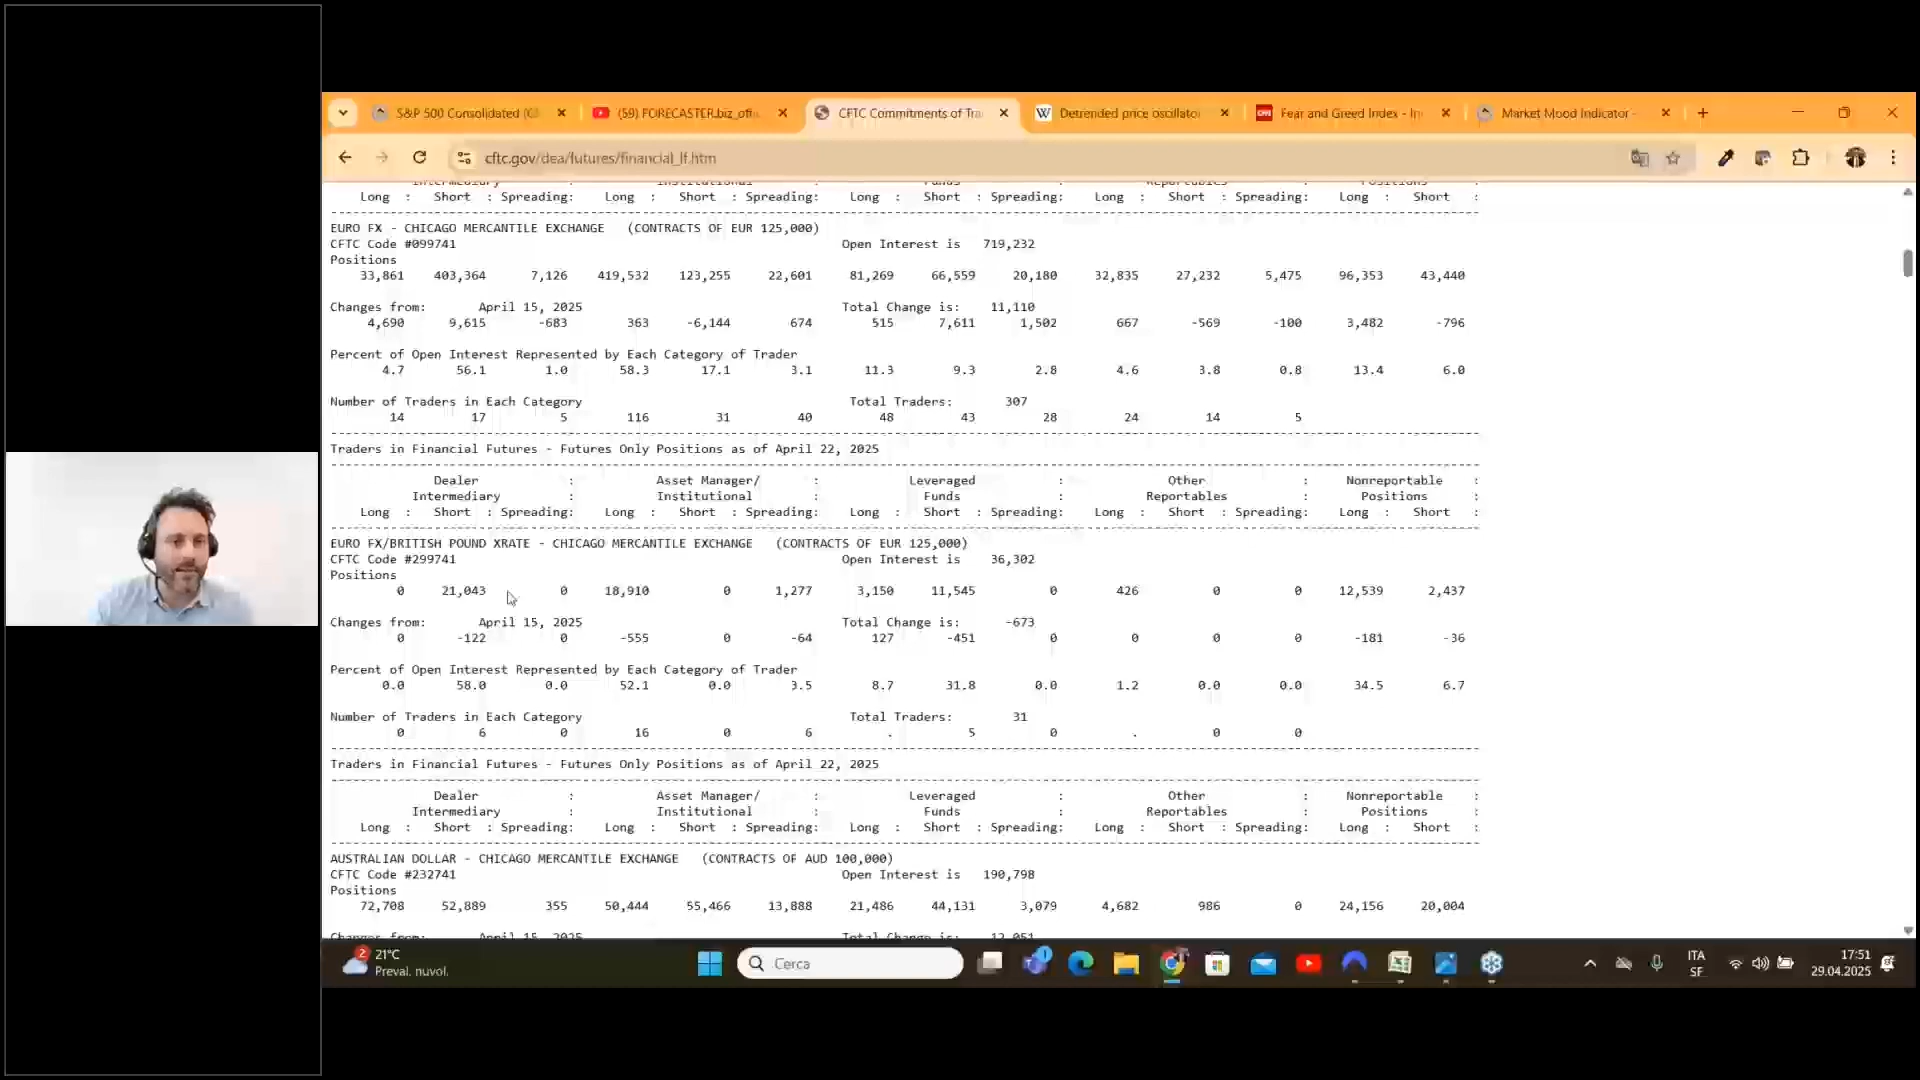 S&P 500 Consolidated (C
(59) FORECASTER.biz_offi
CFTC Commitments of Tra
Detrended price oscillator
Fear and Greed Index - In
Market Mood Indicator -
cftc.gov/dea/futures/financial_lf.htm
Intermediary : Institutional : Funds : Reportables : Positions :
Long : Short : Spreading: Long : Short : Spreading: Long : Short : Spreading: Long : Short : Spreading: Long : Short :
EURO FX - CHICAGO MERCANTILE EXCHANGE (CONTRACTS OF EUR 125,000)
CFTC Code #099741 Open Interest is 719,232
Positions
33,861 403,364 7,126 419,532 123,255 22,601 81,269 66,559 20,180 32,835 27,232 5,475 96,353 43,440
Changes from: April 15, 2025 Total Change is: 11,110
4,690 9,615 -683 363 -6,144 674 515 7,611 1,502 667 -569 -100 3,482 -796
Percent of Open Interest Represented by Each Category of Trader
4.7 56.1 1.0 58.3 17.1 3.1 11.3 9.3 2.8 4.6 3.8 0.8 13.4 6.0
Number of Traders in Each Category Total Traders: 307
14 17 5 116 31 40 48 43 28 24 14 5
Traders in Financial Futures - Futures Only Positions as of April 22, 2025
Dealer : Asset Manager/ : Leveraged : Other : Nonreportable :
Intermediary : Institutional : Funds : Reportables : Positions :
Long : Short : Spreading: Long : Short : Spreading: Long : Short : Spreading: Long : Short : Spreading: Long : Short :
EURO FX/BRITISH POUND XRATE - CHICAGO MERCANTILE EXCHANGE (CONTRACTS OF EUR 125,000)
CFTC Code #299741 Open Interest is 36,302
Positions
0 21,043 0 18,910 0 1,277 3,150 11,545 0 426 0 0 12,539 2,437
Changes from: April 15, 2025 Total Change is: -673
0 -122 0 -555 0 -64 127 -451 0 0 0 0 -181 -36
Percent of Open Interest Represented by Each Category of Trader
0.0 58.0 0.0 52.1 0.0 3.5 8.7 31.8 0.0 1.2 0.0 0.0 34.5 6.7
Number of Traders in Each Category Total Traders: 31
0 6 0 16 0 6 . 5 0 . 0 0
Traders in Financial Futures - Futures Only Positions as of April 22, 2025
Dealer : Asset Manager/ : Leveraged : Other : Nonreportable :
Intermediary : Institutional : Funds : Reportables : Positions :
Long : Short : Spreading: Long : Short : Spreading: Long : Short : Spreading: Long : Short : Spreading: Long : Short :
AUSTRALIAN DOLLAR - CHICAGO MERCANTILE EXCHANGE (CONTRACTS OF AUD 100,000)
CFTC Code #232741 Open Interest is 190,798
Positions
72,708 52,889 355 50,444 55,466 13,888 21,486 44,131 3,079 4,682 986 0 24,156 20,004
Changes from: April 15, 2025 Total Change is: 12,051
2
21°C
Preval. nuvol.
Cerca
1
ITA
SF
17:51
29.04.2025